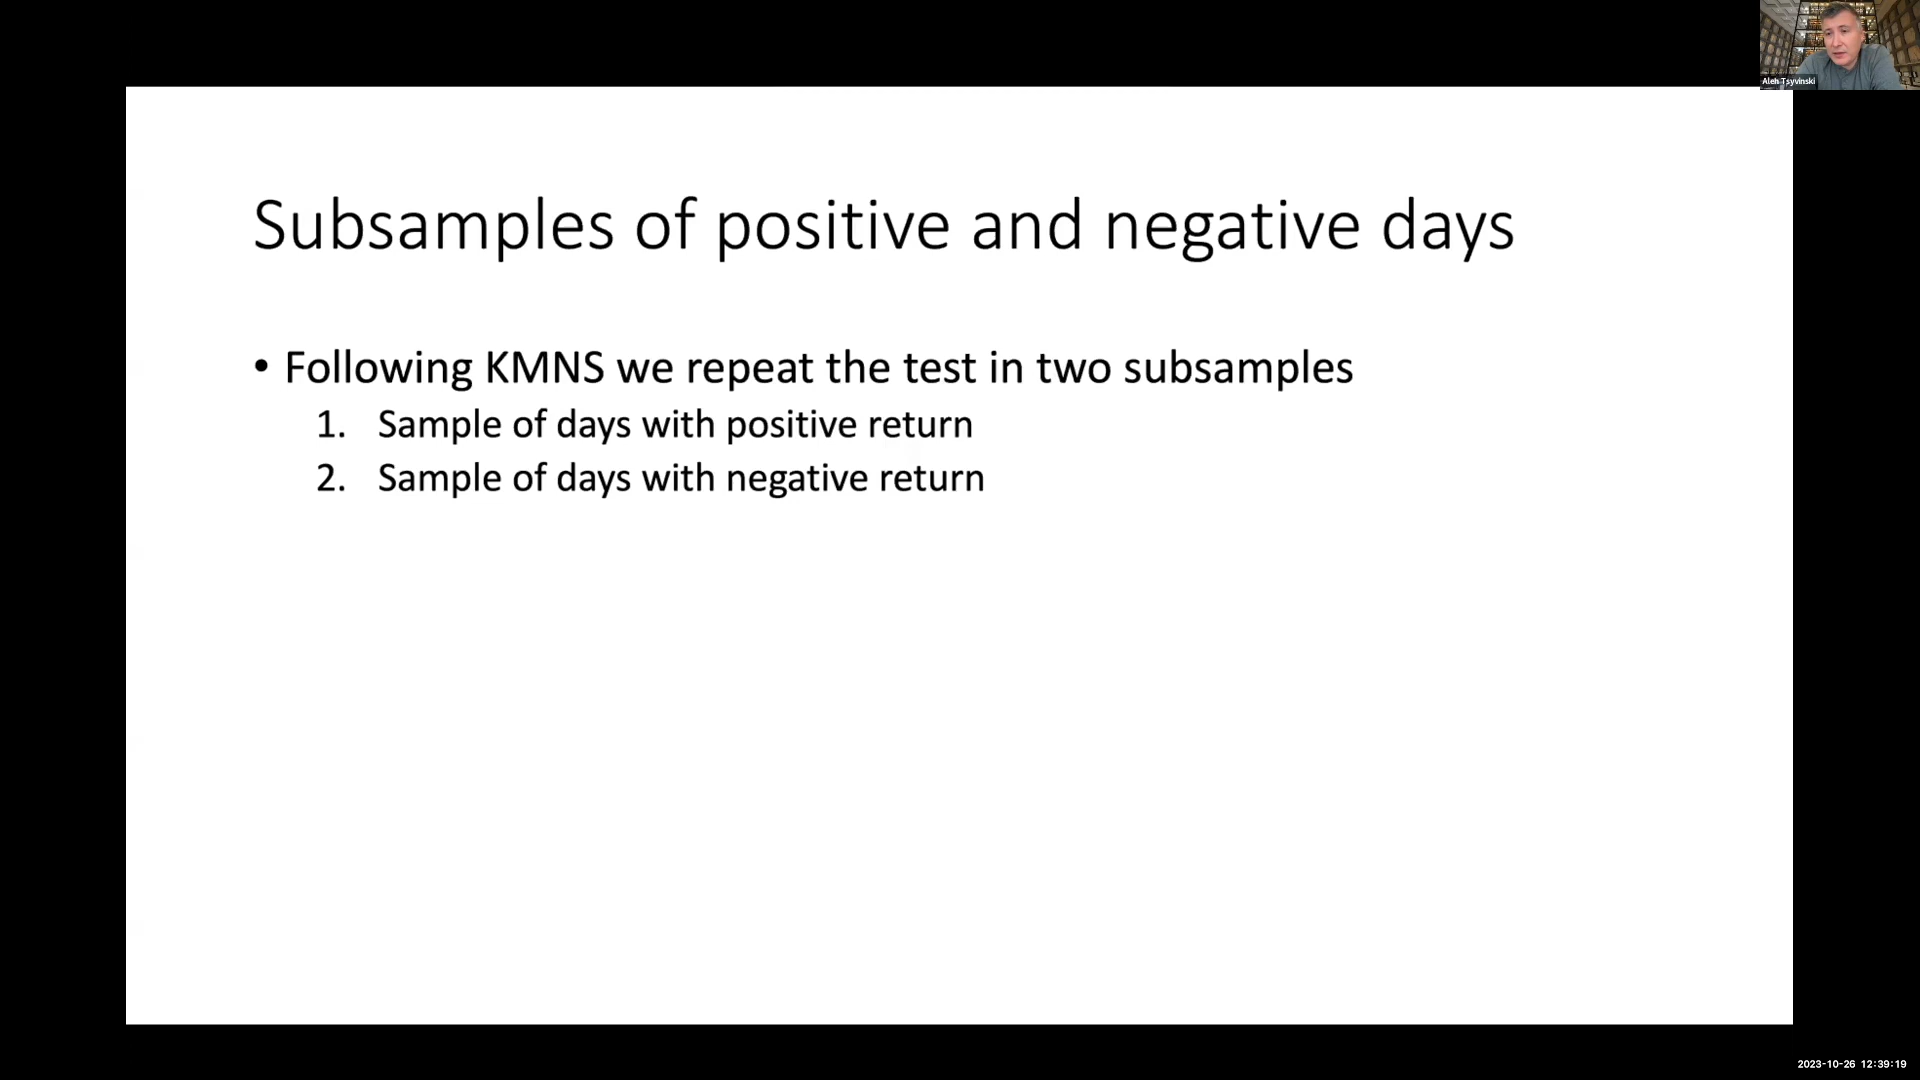 Aleh Tsyvinski
Subsamples of positive and negative days
• Following KMNS we repeat the test in two subsamples
1. Sample of days with positive return
2. Sample of days with negative return
2023-10-26 12:39:19